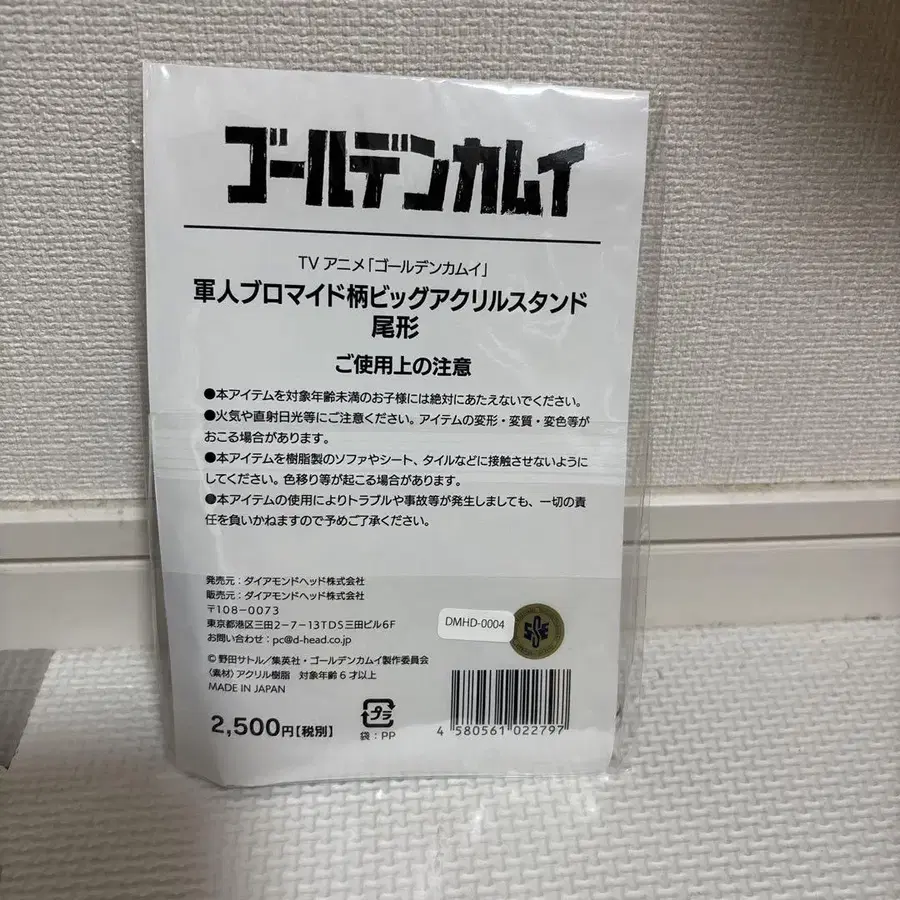 ゴールデンカムイ
TV アニメ「ゴールデンカムイ」
軍人ブロマイド柄ビッグアクリルスタンド
尾形
ご使用上の注意
●本アイテムを対象年齢未満のお子様には絶対にあたえないでください。
●火気や直射日光等にご注意ください。アイテムの変形・変質・変色等が
おこる場合があります。
●本アイテムを樹脂製のソファやシート、タイルなどに接触させないように
してください。色移り等が起こる場合があります。
●本アイテムの使用によりトラブルや事故等が発生しましても、一切の責
任を負いかねますので予めご了承ください。
発売元：ダイアモンドヘッド株式会社
販売元：ダイアモンドヘッド株式会社
〒108-0073
東京都港区三田2-7-13TDS三田ビル6F
お問い合わせ：pc@d-head.co.jp
DMHD-0004
©野田サトル／集英社・ゴールデンカムイ製作委員会
〈素材〉アクリル樹脂 対象年齢6才以上
MADE IN JAPAN
2,500円【税別】
プラ
袋：PP
4 580561 022797